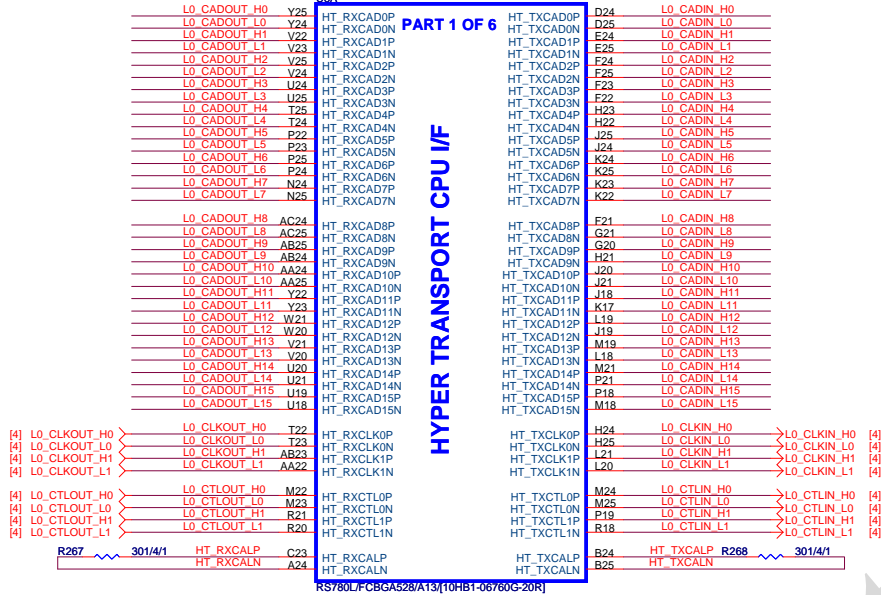 PART 1 OF 6
HYPER TRANSPORT CPU I/F
L0_CADOUT_H0 Y25 HT_RXCAD0P HT_TXCAD0P D24 L0_CADIN_H0
L0_CADOUT_L0 Y24 HT_RXCAD0N HT_TXCAD0N D25 L0_CADIN_L0
L0_CADOUT_H1 V22 HT_RXCAD1P HT_TXCAD1P E24 L0_CADIN_H1
L0_CADOUT_L1 V23 HT_RXCAD1N HT_TXCAD1N E25 L0_CADIN_L1
L0_CADOUT_H2 V25 HT_RXCAD2P HT_TXCAD2P F24 L0_CADIN_H2
L0_CADOUT_L2 V24 HT_RXCAD2N HT_TXCAD2N F25 L0_CADIN_L2
L0_CADOUT_H3 U24 HT_RXCAD3P HT_TXCAD3P F23 L0_CADIN_H3
L0_CADOUT_L3 U25 HT_RXCAD3N HT_TXCAD3N F22 L0_CADIN_L3
L0_CADOUT_H4 T25 HT_RXCAD4P HT_TXCAD4P H23 L0_CADIN_H4
L0_CADOUT_L4 T24 HT_RXCAD4N HT_TXCAD4N H22 L0_CADIN_L4
L0_CADOUT_H5 P22 HT_RXCAD5P HT_TXCAD5P J25 L0_CADIN_H5
L0_CADOUT_L5 P23 HT_RXCAD5N HT_TXCAD5N J24 L0_CADIN_L5
L0_CADOUT_H6 P25 HT_RXCAD6P HT_TXCAD6P K24 L0_CADIN_H6
L0_CADOUT_L6 P24 HT_RXCAD6N HT_TXCAD6N K25 L0_CADIN_L6
L0_CADOUT_H7 N24 HT_RXCAD7P HT_TXCAD7P K23 L0_CADIN_H7
L0_CADOUT_L7 N25 HT_RXCAD7N HT_TXCAD7N K22 L0_CADIN_L7
L0_CADOUT_H8 AC24 HT_RXCAD8P HT_TXCAD8P F21 L0_CADIN_H8
L0_CADOUT_L8 AC25 HT_RXCAD8N HT_TXCAD8N G21 L0_CADIN_L8
L0_CADOUT_H9 AB25 HT_RXCAD9P HT_TXCAD9P G20 L0_CADIN_H9
L0_CADOUT_L9 AB24 HT_RXCAD9N HT_TXCAD9N H21 L0_CADIN_L9
L0_CADOUT_H10 AA24 HT_RXCAD10P HT_TXCAD10P J20 L0_CADIN_H10
L0_CADOUT_L10 AA25 HT_RXCAD10N HT_TXCAD10N J21 L0_CADIN_L10
L0_CADOUT_H11 Y22 HT_RXCAD11P HT_TXCAD11P J18 L0_CADIN_H11
L0_CADOUT_L11 Y23 HT_RXCAD11N HT_TXCAD11N K17 L0_CADIN_L11
L0_CADOUT_H12 W21 HT_RXCAD12P HT_TXCAD12P L19 L0_CADIN_H12
L0_CADOUT_L12 W20 HT_RXCAD12N HT_TXCAD12N J19 L0_CADIN_L12
L0_CADOUT_H13 V21 HT_RXCAD13P HT_TXCAD13P M19 L0_CADIN_H13
L0_CADOUT_L13 V20 HT_RXCAD13N HT_TXCAD13N L18 L0_CADIN_L13
L0_CADOUT_H14 U20 HT_RXCAD14P HT_TXCAD14P M21 L0_CADIN_H14
L0_CADOUT_L14 U21 HT_RXCAD14N HT_TXCAD14N P21 L0_CADIN_L14
L0_CADOUT_H15 U19 HT_RXCAD15P HT_TXCAD15P P18 L0_CADIN_H15
L0_CADOUT_L15 U18 HT_RXCAD15N HT_TXCAD15N M18 L0_CADIN_L15
[4] L0_CLKOUT_H0 L0_CLKOUT_H0 T22 HT_RXCLK0P HT_TXCLK0P H24 L0_CLKIN_H0 L0_CLKIN_H0 [4]
[4] L0_CLKOUT_L0 L0_CLKOUT_L0 T23 HT_RXCLK0N HT_TXCLK0N H25 L0_CLKIN_L0 L0_CLKIN_L0 [4]
[4] L0_CLKOUT_H1 L0_CLKOUT_H1 AB23 HT_RXCLK1P HT_TXCLK1P L21 L0_CLKIN_H1 L0_CLKIN_H1 [4]
[4] L0_CLKOUT_L1 L0_CLKOUT_L1 AA22 HT_RXCLK1N HT_TXCLK1N L20 L0_CLKIN_L1 L0_CLKIN_L1 [4]
[4] L0_CTLOUT_H0 L0_CTLOUT_H0 M22 HT_RXCTL0P HT_TXCTL0P M24 L0_CTLIN_H0 L0_CTLIN_H0 [4]
[4] L0_CTLOUT_L0 L0_CTLOUT_L0 M23 HT_RXCTL0N HT_TXCTL0N M25 L0_CTLIN_L0 L0_CTLIN_L0 [4]
[4] L0_CTLOUT_H1 L0_CTLOUT_H1 R21 HT_RXCTL1P HT_TXCTL1P P19 L0_CTLIN_H1 L0_CTLIN_H1 [4]
[4] L0_CTLOUT_L1 L0_CTLOUT_L1 R20 HT_RXCTL1N HT_TXCTL1N R18 L0_CTLIN_L1 L0_CTLIN_L1 [4]
R267 301/4/1 HT_RXCALP C23 HT_RXCALP HT_TXCALP B24 HT_TXCALP R268 301/4/1
HT_RXCALN A24 HT_RXCALN HT_TXCALN B25 HT_TXCALN
RS780L/FCBGA528/A13/[10HB1-06760G-20R]